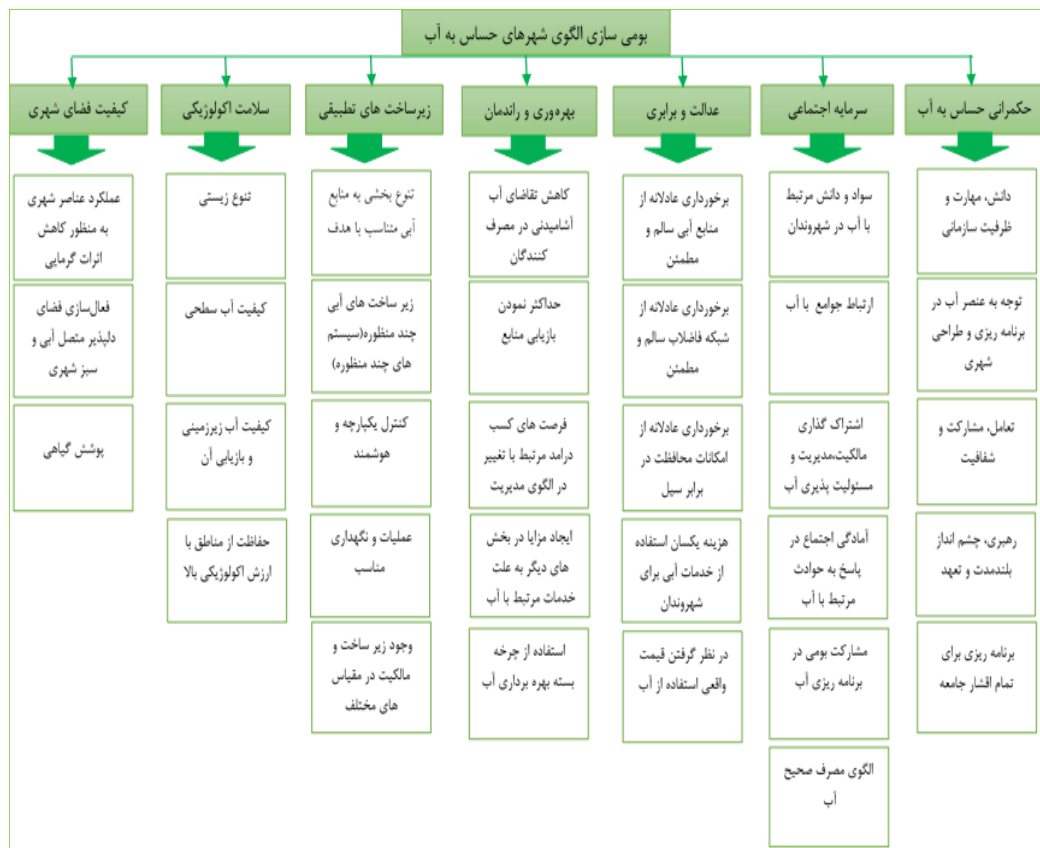 بومی سازی الگوی شهرهای حساس به آب
حکمرانی حساس به آب
دانش، مهارت و
ظرفیت سازمانی
توجه به عنصر آب در
برنامه ریزی و طراحی
شهری
تعامل، مشارکت و
شفافیت
رهبری، چشم انداز
بلندمدت و تعهد
برنامه ریزی برای
تمام اقشار جامعه
سرمایه اجتماعی
سواد و دانش مرتبط
با آب در شهروندان
ارتباط جوامع با آب
اشتراک گذاری
مالکیت،مدیریت و
مسئولیت پذیری آب
آمادگی اجتماع در
پاسخ به حوادث
مرتبط با آب
مشارکت بومی در
برنامه ریزی آب
الگوی مصرف صحیح
آب
عدالت و برابری
برخورداری عادلانه از
منابع آبی سالم و
مطمئن
برخورداری عادلانه از
شبکه فاضلاب سالم و
مطمئن
برخورداری عادلانه از
امکانات محافظت در
برابر سیل
هزینه یکسان استفاده
از خدمات آبی برای
شهروندان
در نظر گرفتن قیمت
واقعی استفاده از آب
بهره‌وری و راندمان
کاهش تقاضای آب
آشامیدنی در مصرف
کنندگان
حداکثر نمودن
بازیابی منابع
فرصت های کسب
درامد مرتبط با تغییر
در الگوی مدیریت
ایجاد مزایا در بخش
های دیگر به علت
خدمات مرتبط با آب
استفاده از چرخه
بسته بهره برداری آب
زیرساخت های تطبیقی
تنوع بخشی به منابع
آبی متناسب با هدف
زیر ساخت های آبی
چند منظوره(سیستم
های چند منظوره)
کنترل یکپارچه و
هوشمند
عملیات و نگهداری
مناسب
وجود زیر ساخت و
مالکیت در مقیاس
های مختلف
سلامت اکولوژیکی
تنوع زیستی
کیفیت آب سطحی
کیفیت آب زیرزمینی
و بازیابی آن
حفاظت از مناطق با
ارزش اکولوژیکی بالا
کیفیت فضای شهری
عملکرد عناصر شهری
به منظور کاهش
اثرات گرمایی
فعال‌سازی فضای
دلپذیر متصل آبی و
سبز شهری
پوشش گیاهی